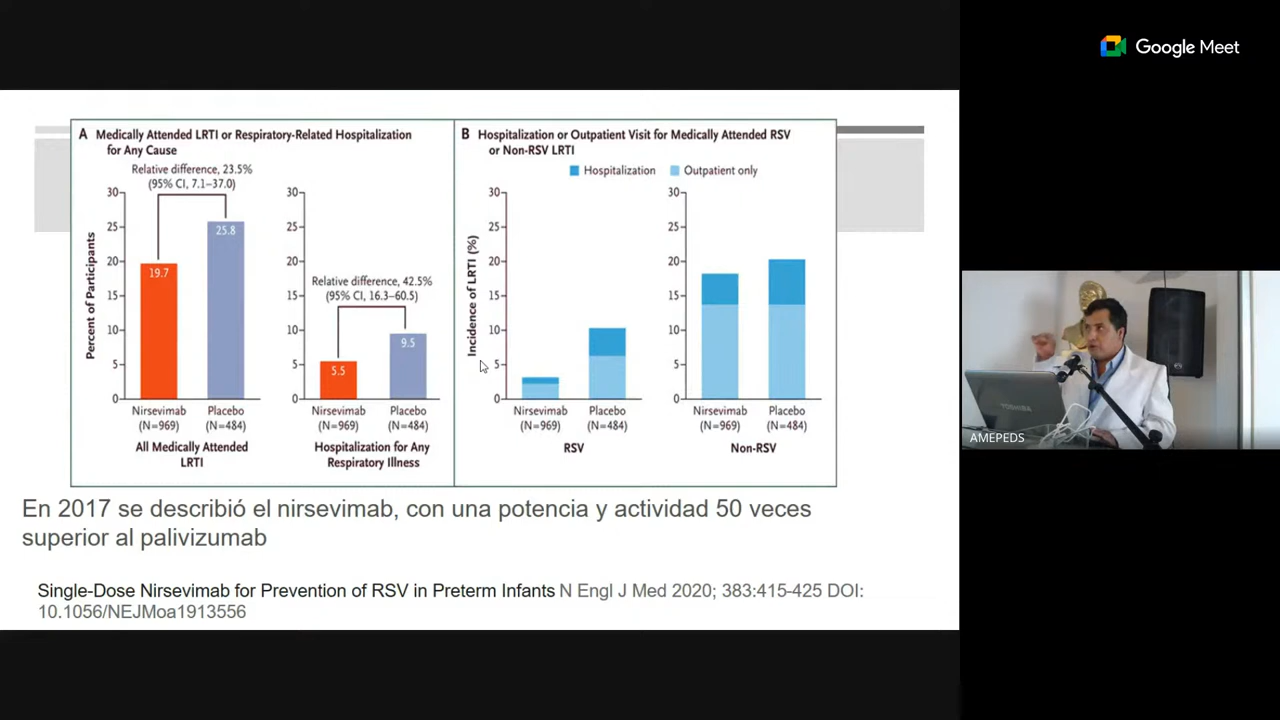 Google Meet
A Medically Attended LRTI or Respiratory-Related Hospitalization
for Any Cause
Relative difference, 23.5%
(95% CI, 7.1–37.0)
Percent of Participants
30
25
20
15
10
5
0
19.7
25.8
Nirsevimab
(N=969)
Placebo
(N=484)
All Medically Attended
LRTI
30
25
20
15
10
5
0
Relative difference, 42.5%
(95% CI, 16.3–60.5)
5.5
9.5
Nirsevimab
(N=969)
Placebo
(N=484)
Hospitalization for Any
Respiratory Illness
B Hospitalization or Outpatient Visit for Medically Attended RSV
or Non-RSV LRTI
Hospitalization
Outpatient only
Incidence of LRTI (%)
30
25
20
15
10
5
0
Nirsevimab
(N=969)
Placebo
(N=484)
RSV
30
25
20
15
10
5
0
Nirsevimab
(N=969)
Placebo
(N=484)
Non-RSV
En 2017 se describió el nirsevimab, con una potencia y actividad 50 veces
superior al palivizumab
Single-Dose Nirsevimab for Prevention of RSV in Preterm Infants N Engl J Med 2020; 383:415-425 DOI:
10.1056/NEJMoa1913556
TOSHIBA
AMEPEDS